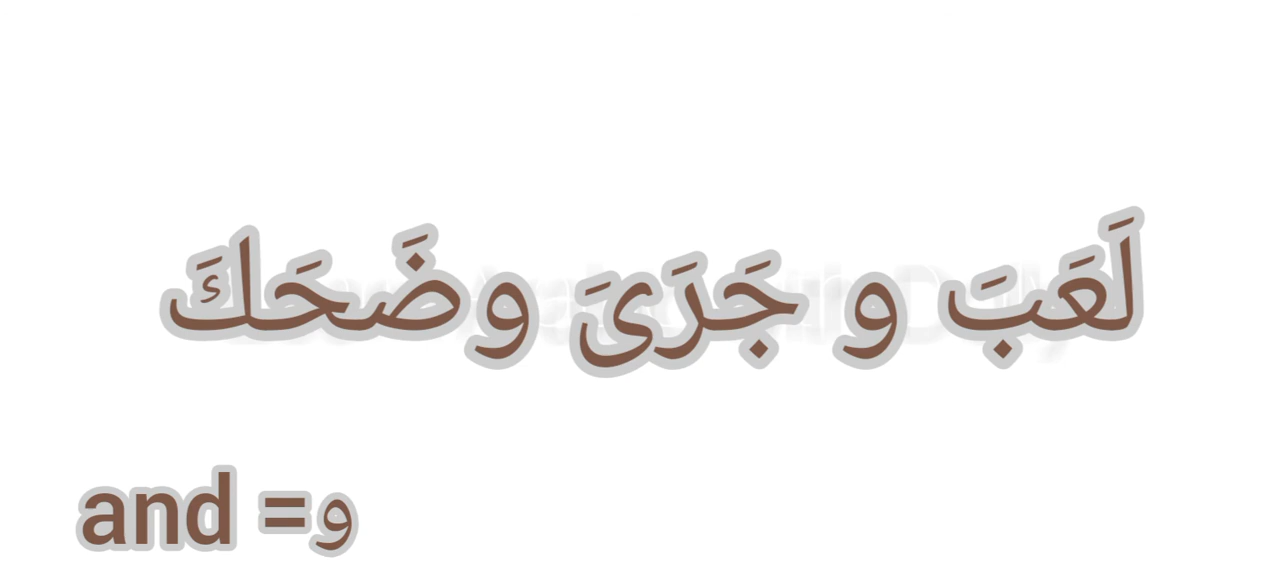 لَعَبَ و جَرَىَ وضَحَكَ
and =و